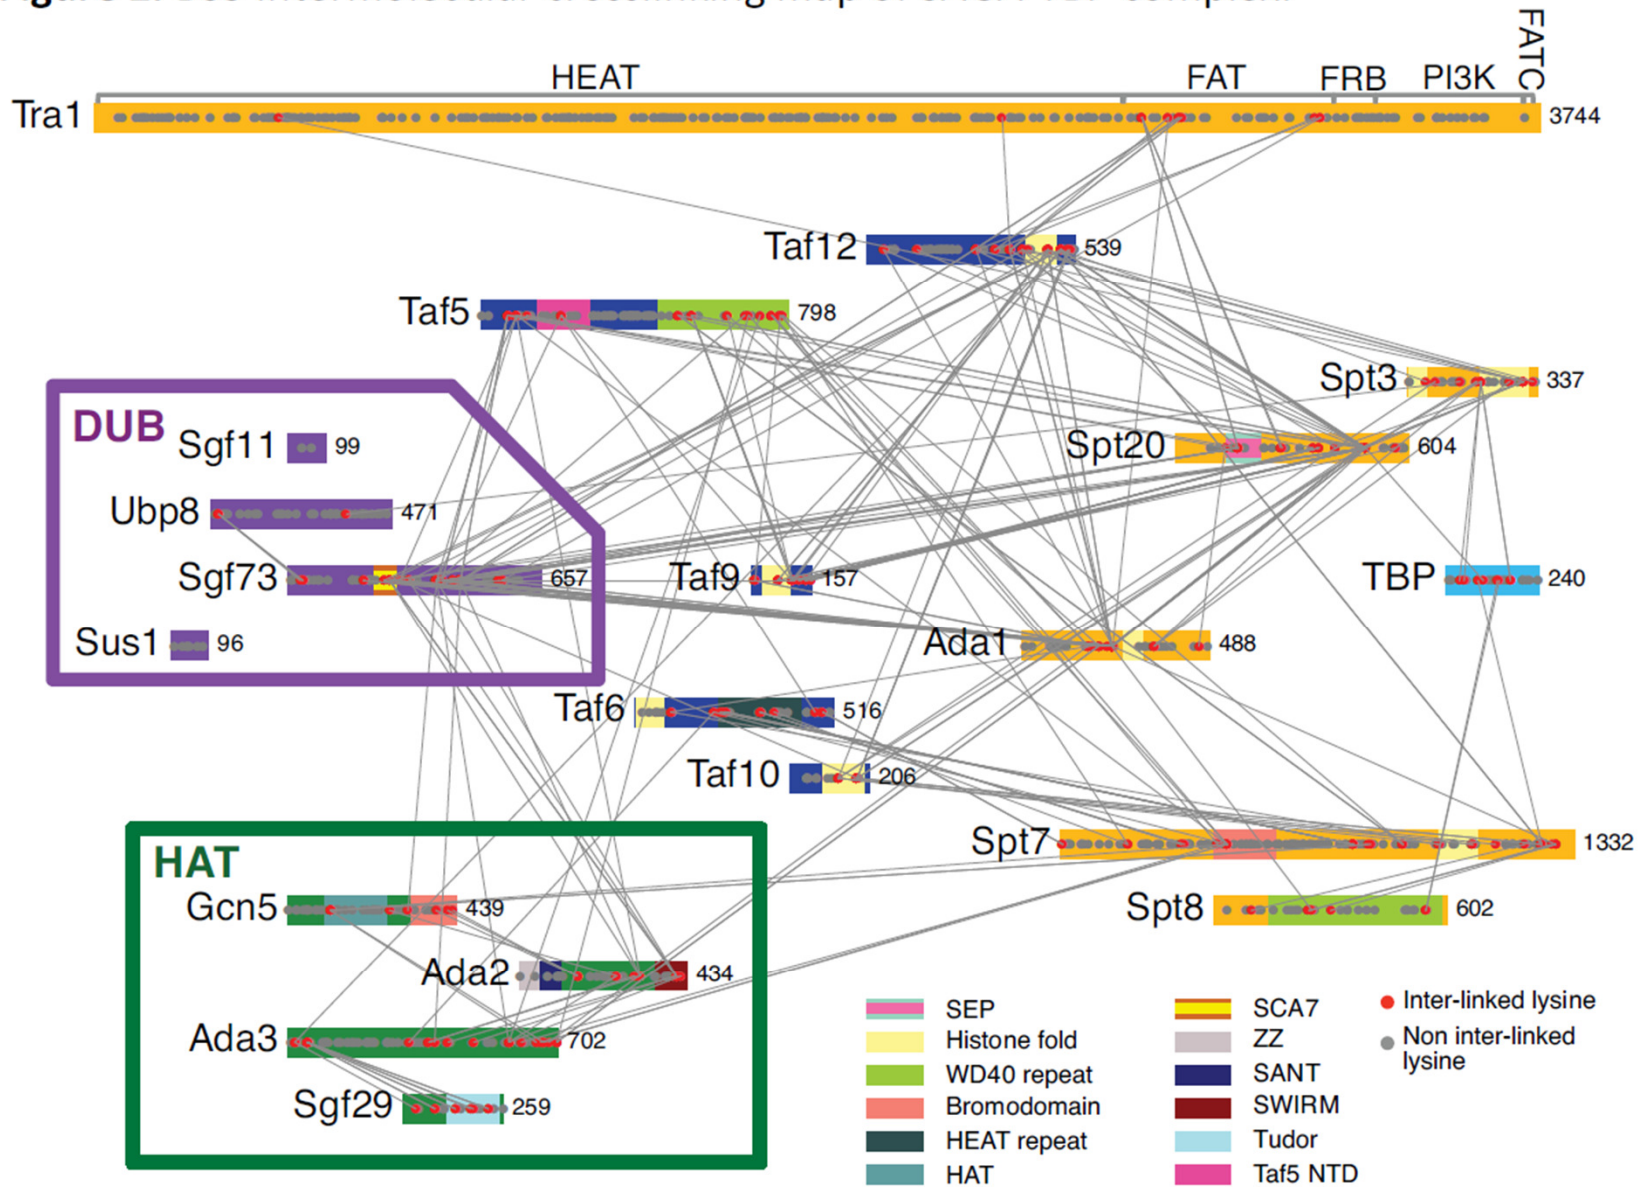 HEAT FAT FRB PI3K FATC
Tra1 3744
Taf12 539
Taf5 798
Spt3 337
DUB
Sgf11 99
Spt20 604
Ubp8 471
Sgf73 657
Taf9 157
TBP 240
Sus1 96
Ada1 488
Taf6 516
Taf10 206
Spt7 1332
HAT
Gcn5 439
Spt8 602
Ada2 434
Ada3 702
Sgf29 259
SEP
Histone fold
WD40 repeat
Bromodomain
HEAT repeat
HAT
SCA7
ZZ
SANT
SWIRM
Tudor
Taf5 NTD
Inter-linked lysine
Non inter-linked
lysine